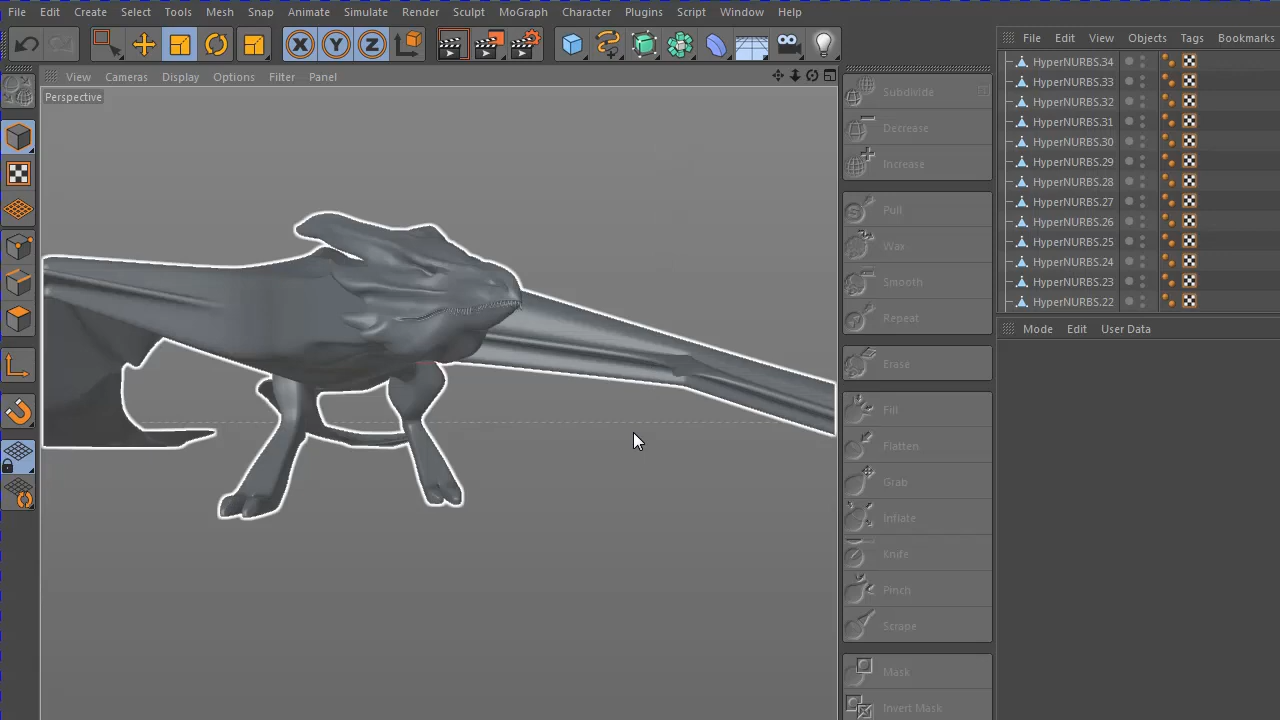 File Edit Create Select Tools Mesh Snap Animate Simulate Render Sculpt MoGraph Character Plugins Script Window Help
File Edit View Objects Tags Bookmarks
View Cameras Display Options Filter Panel
Perspective
X Y Z
Subdivide
Decrease
Increase
Pull
Wax
Smooth
Repeat
Erase
Fill
Flatten
Grab
Inflate
Knife
Pinch
Scrape
Mask
Invert Mask
HyperNURBS.34
HyperNURBS.33
HyperNURBS.32
HyperNURBS.31
HyperNURBS.30
HyperNURBS.29
HyperNURBS.28
HyperNURBS.27
HyperNURBS.26
HyperNURBS.25
HyperNURBS.24
HyperNURBS.23
HyperNURBS.22
Mode Edit User Data